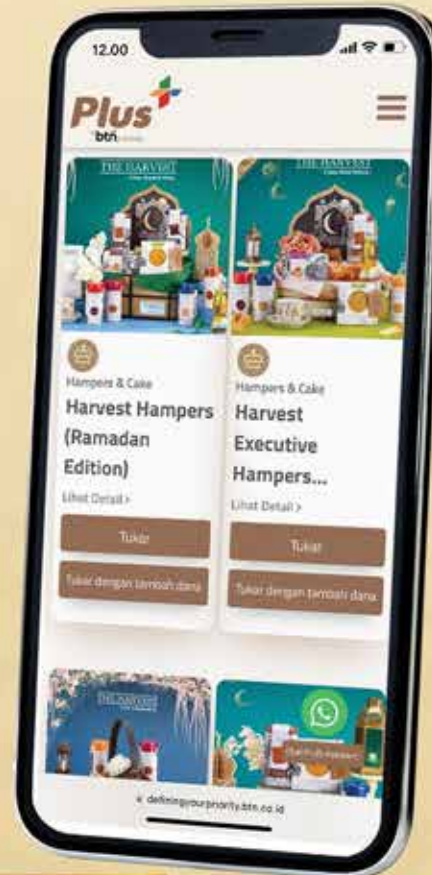 12.00
Plus
btn
THE HARVEST
THE HARVEST
Hampers & Cake
Harvest Hampers
(Ramadan
Edition)
Lihat Detail >
Tukar
Tukar dengan tambah dana
Hampers & Cake
Harvest
Executive
Hampers...
Lihat Detail >
Tukar
Tukar dengan tambah dana
THE HARVEST
definingyourpriority.btn.co.id